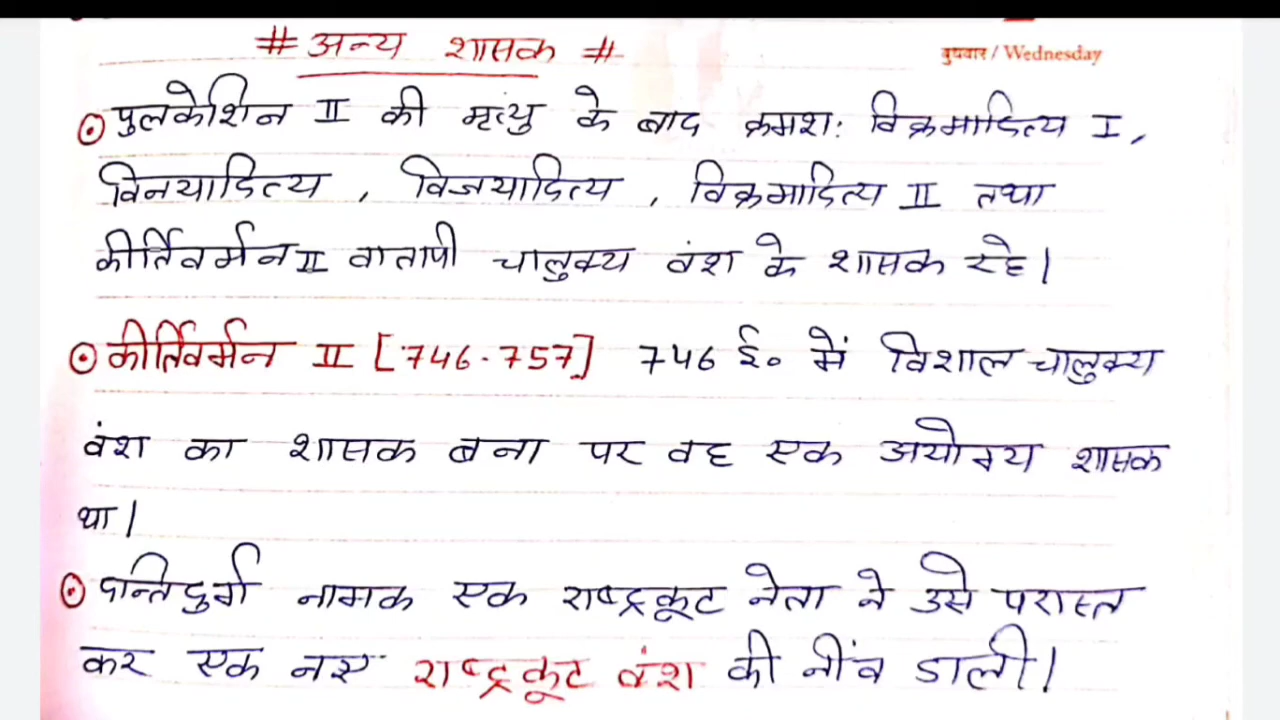 # अन्य शासक #
बुधवार / Wednesday
पुलकेशिन II की मृत्यु के बाद क्रमश: विक्रमादित्य I,
विनयादित्य, विजयादित्य, विक्रमादित्य II तथा
कीर्तिवर्मन II वातापी चालुक्य वंश के शासक रहे।
कीर्तिवर्मन II [746-757] 746 ई० में विशाल चालुक्य
वंश का शासक बना पर वह एक अयोग्य शासक
था।
दन्तिदुर्ग नामक एक राष्ट्रकूट नेता ने उसे परास्त
कर एक नए राष्ट्रकूट वंश की नींव डाली।